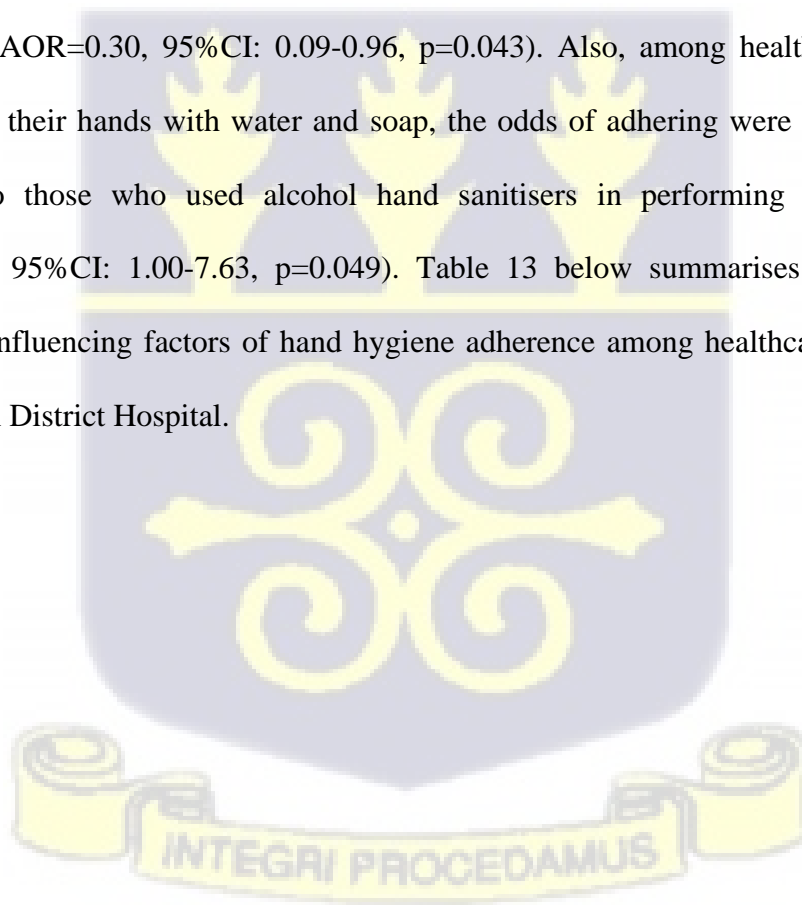 AOR=0.30, 95%CI: 0.09-0.96, p=0.043). Also, among health
their hands with water and soap, the odds of adhering were
those who used alcohol hand sanitisers in performing
95%CI: 1.00-7.63, p=0.049). Table 13 below summarises
influencing factors of hand hygiene adherence among healthca
District Hospital.
INTEGRI PROCEDAMUS